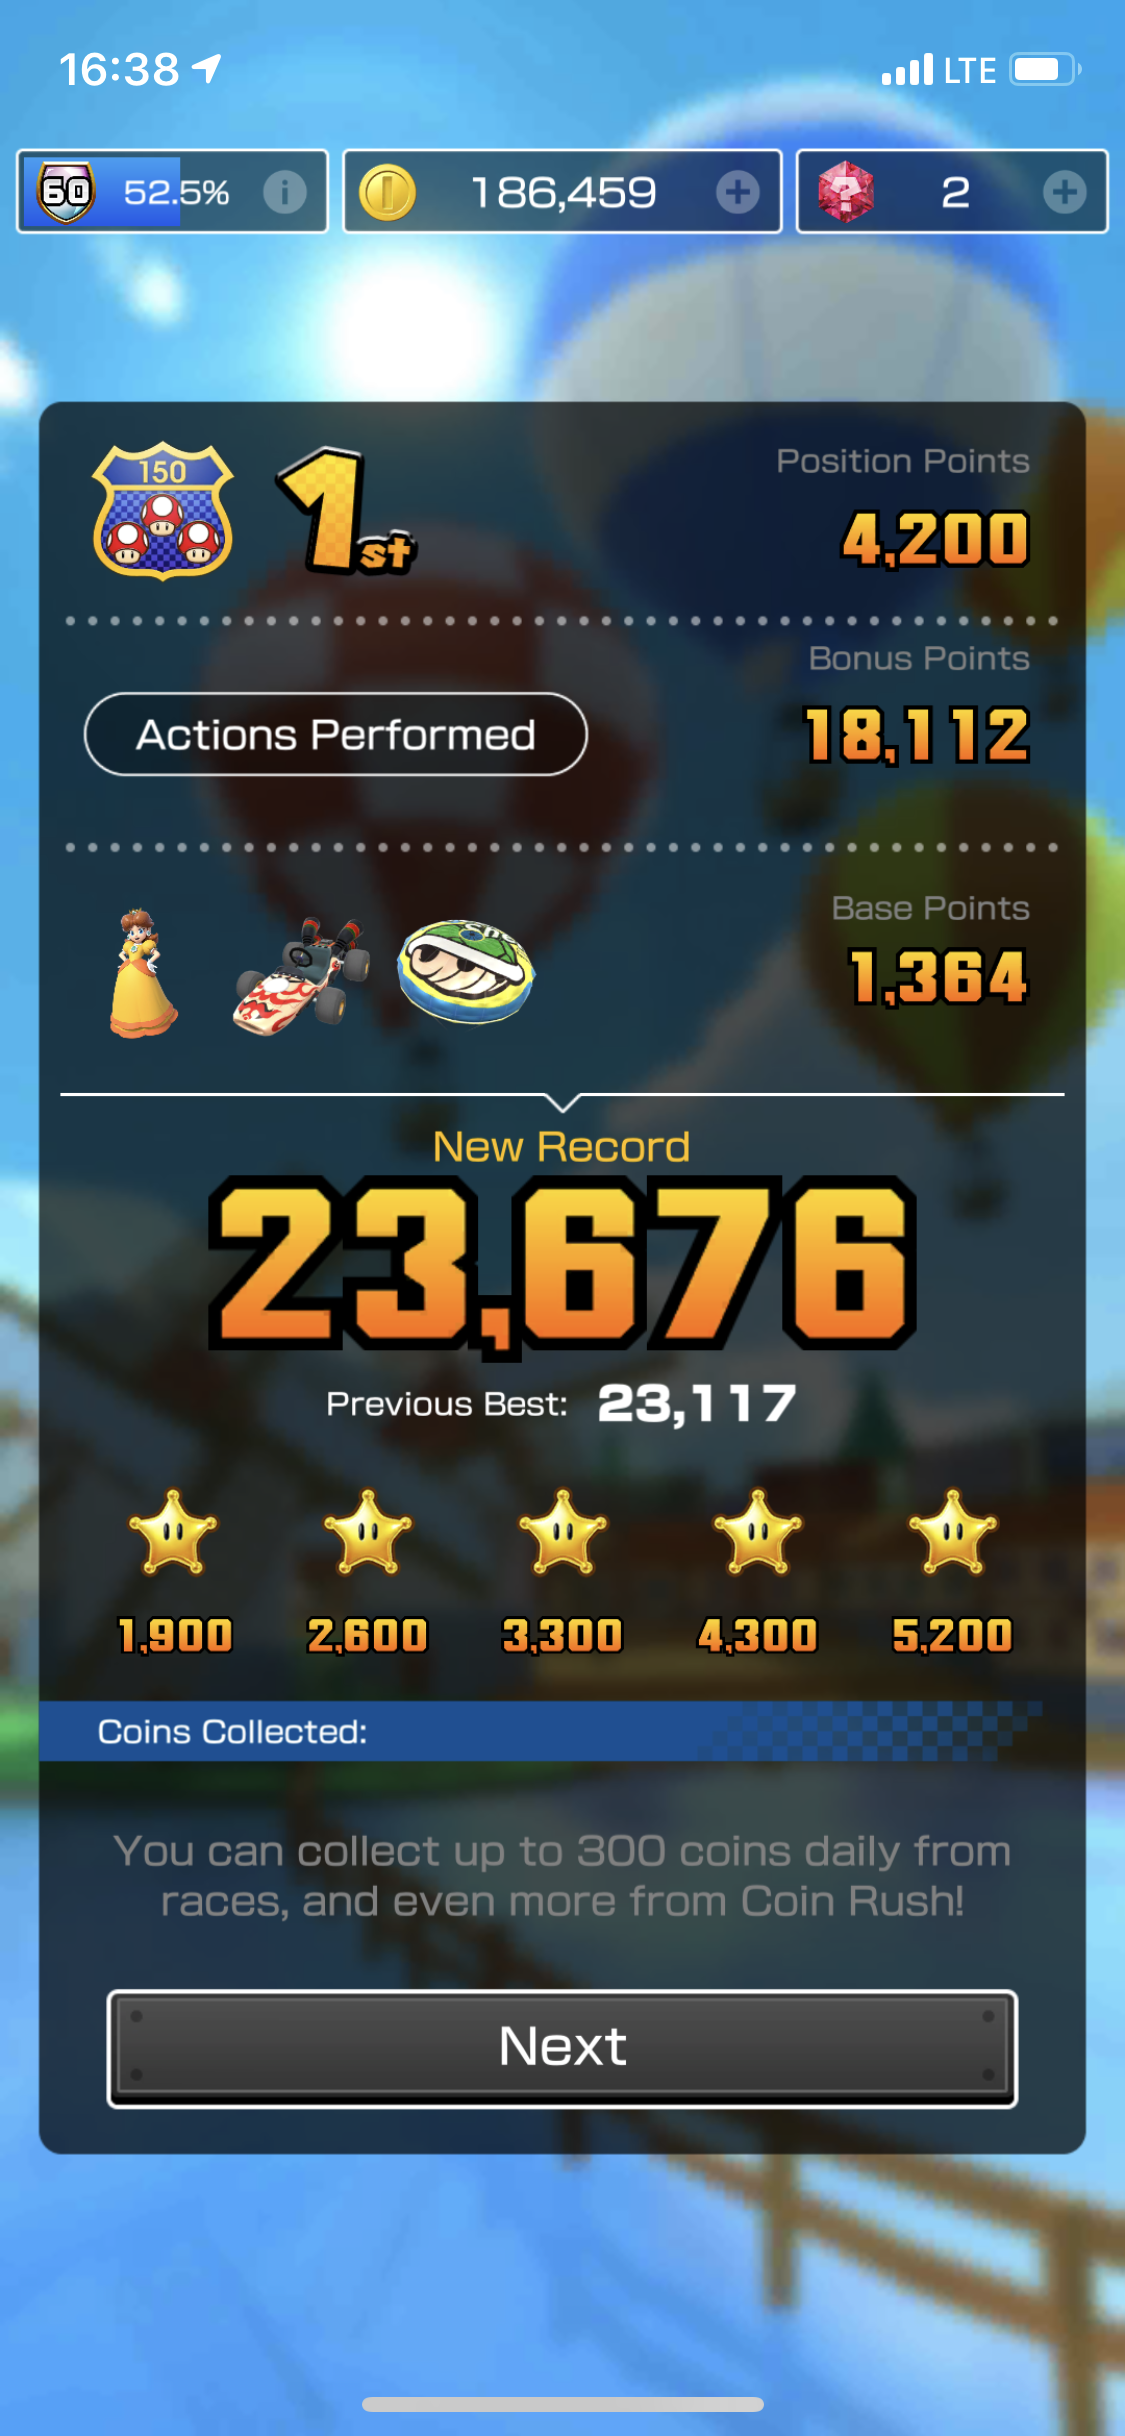 16:38
LTE
60 52.5% i
186,459 +
? 2 +
150
1st
Position Points
4,200
Bonus Points
Actions Performed
18,112
Base Points
1,364
New Record
23,676
Previous Best: 23,117
1,900 2,600 3,300 4,300 5,200
Coins Collected:
You can collect up to 300 coins daily from
races, and even more from Coin Rush!
Next